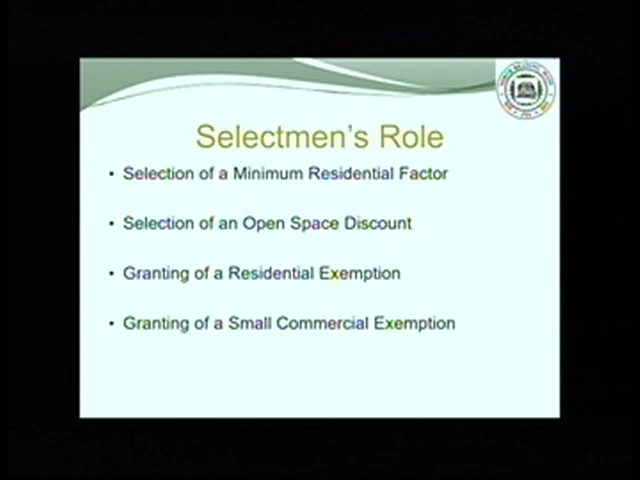 Selectmen's Role
• Selection of a Minimum Residential Factor
• Selection of an Open Space Discount
• Granting of a Residential Exemption
• Granting of a Small Commercial Exemption